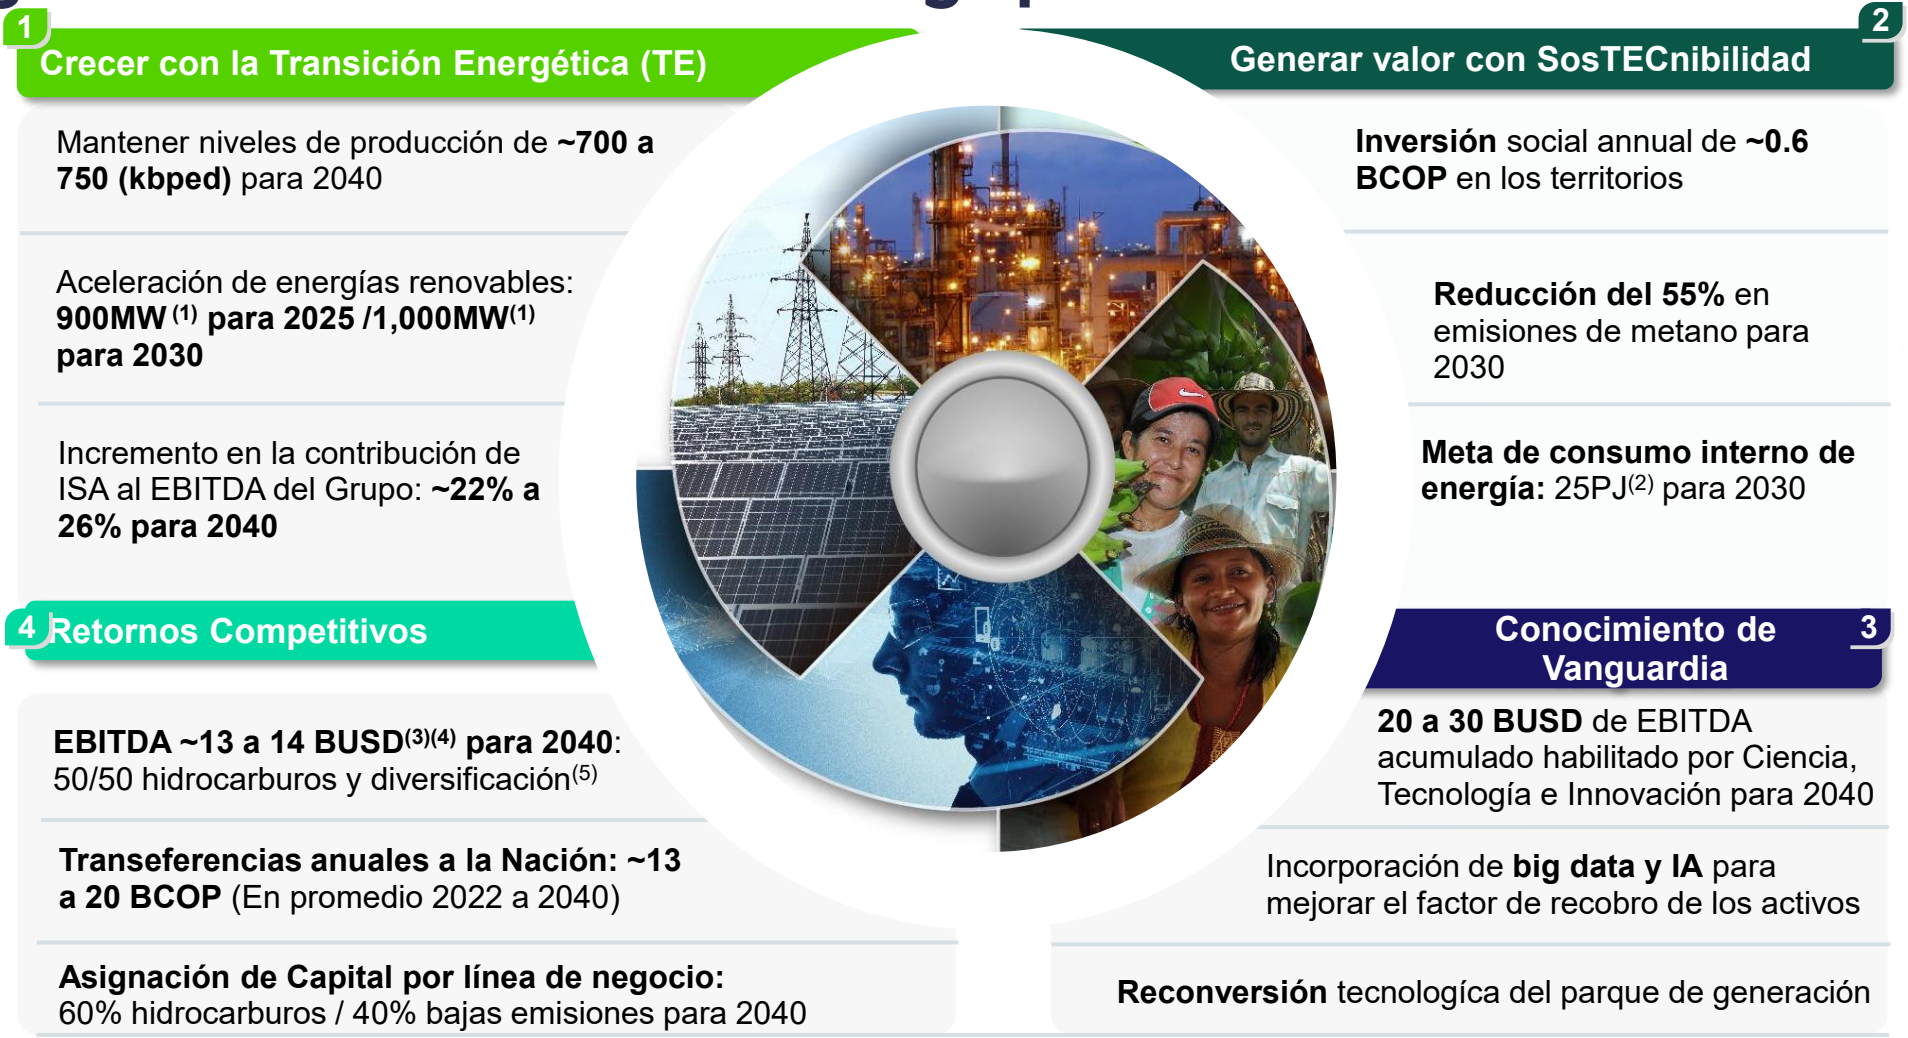 1
Crecer con la Transición Energética (TE)
Mantener niveles de producción de ~700 a
750 (kbped) para 2040
Aceleración de energías renovables:
900MW (1) para 2025 /1,000MW(1)
para 2030
Incremento en la contribución de
ISA al EBITDA del Grupo: ~22% a
26% para 2040
2
Generar valor con SosTECnibilidad
Inversión social annual de ~0.6
BCOP en los territorios
Reducción del 55% en
emisiones de metano para
2030
Meta de consumo interno de
energía: 25PJ(2) para 2030
4 Retornos Competitivos
EBITDA ~13 a 14 BUSD(3)(4) para 2040:
50/50 hidrocarburos y diversificación(5)
Transeferencias anuales a la Nación: ~13
a 20 BCOP (En promedio 2022 a 2040)
Asignación de Capital por línea de negocio:
60% hidrocarburos / 40% bajas emisiones para 2040
3
Conocimiento de
Vanguardia
20 a 30 BUSD de EBITDA
acumulado habilitado por Ciencia,
Tecnología e Innovación para 2040
Incorporación de big data y IA para
mejorar el factor de recobro de los activos
Reconversión tecnologíca del parque de generación